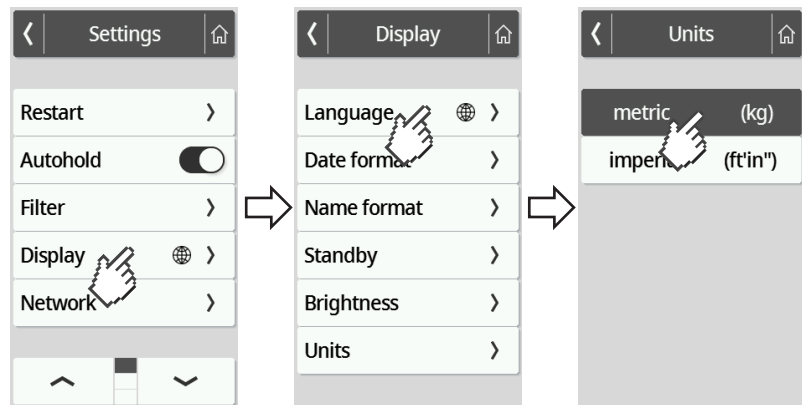 Settings
Restart
Autohold
Filter
Display
Network
Display
Language
Date format
Name format
Standby
Brightness
Units
Units
metric (kg)
imperial (ft'in")